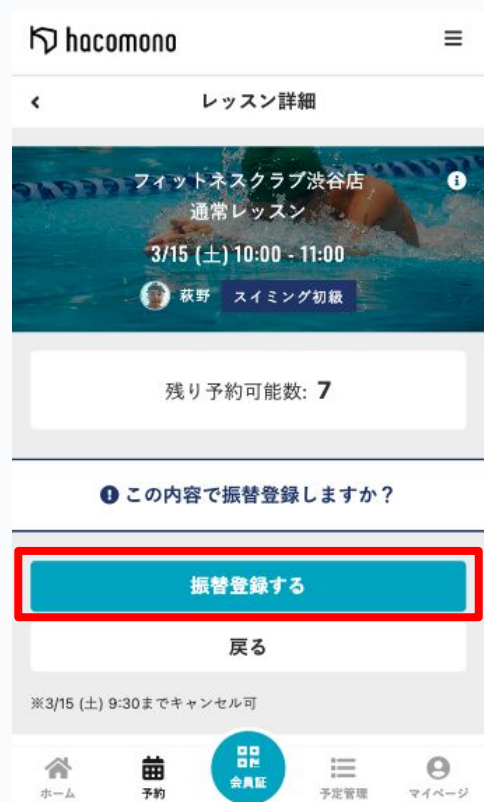 hacomono
レッスン詳細
フィットネスクラブ渋谷店
通常レッスン
3/15 (土) 10:00 - 11:00
萩野 スイミング初級
残り予約可能数: 7
この内容で振替登録しますか？
振替登録する
戻る
※3/15 (土) 9:30までキャンセル可
ホーム 予約 会員証 予定管理 マイページ